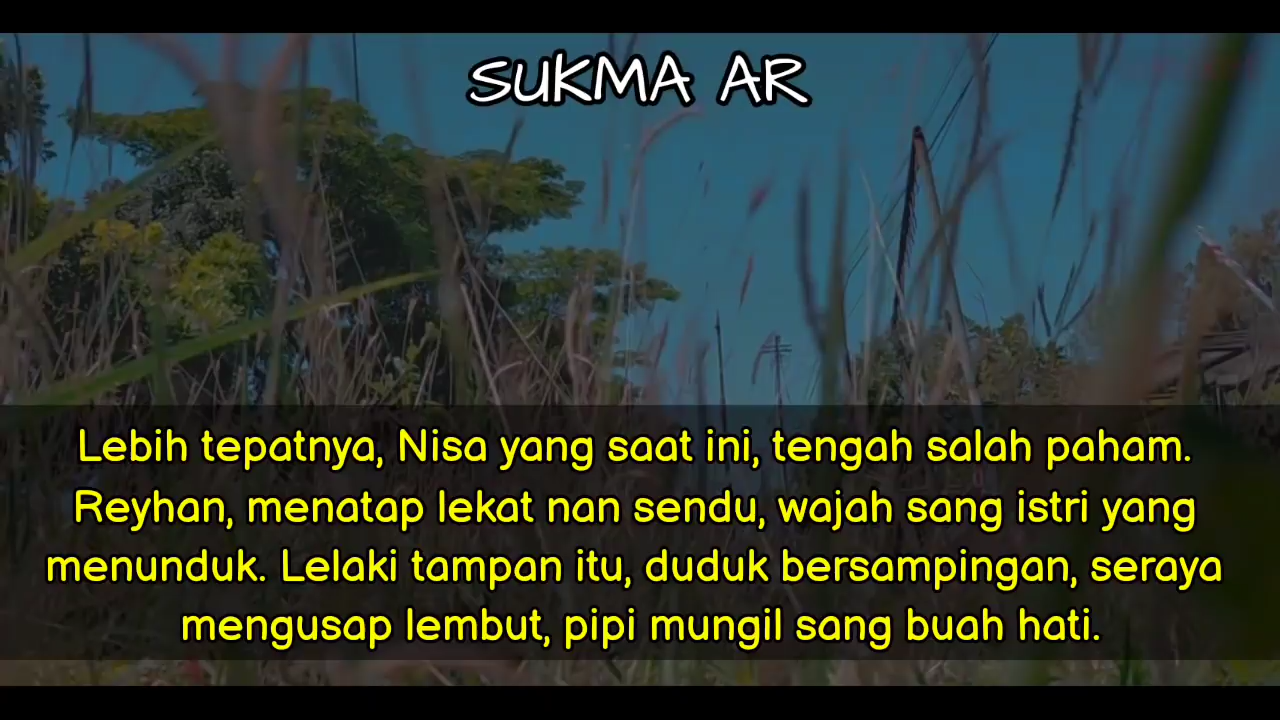 SUKMA AR
Lebih tepatnya, Nisa yang saat ini, tengah salah paham.
Reyhan, menatap lekat nan sendu, wajah sang istri yang
menunduk. Lelaki tampan itu, duduk bersampingan, seraya
mengusap lembut, pipi mungil sang buah hati.